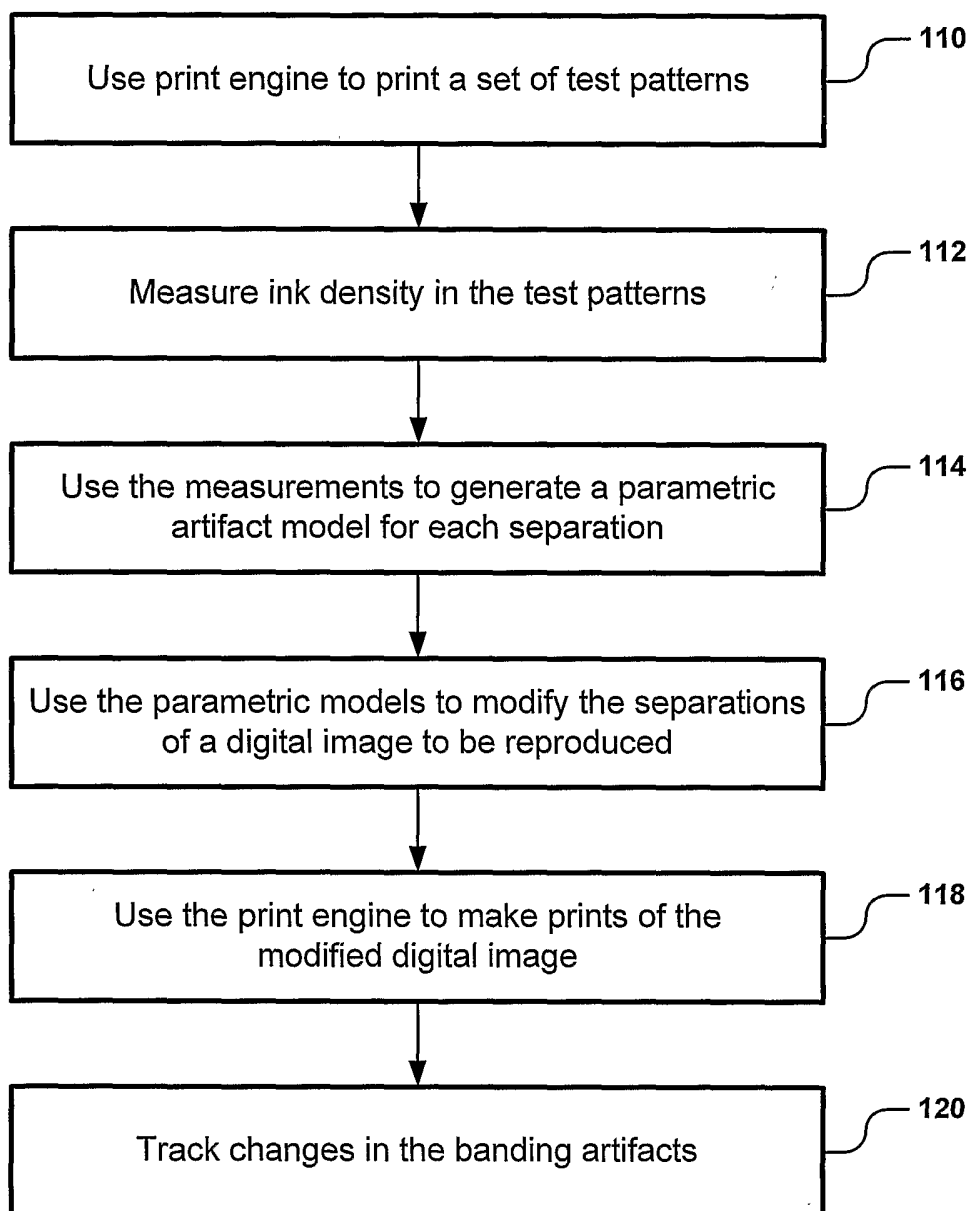 110
Use print engine to print a set of test patterns
112
Measure ink density in the test patterns
114
Use the measurements to generate a parametric
artifact model for each separation
116
Use the parametric models to modify the separations
of a digital image to be reproduced
118
Use the print engine to make prints of the
modified digital image
120
Track changes in the banding artifacts